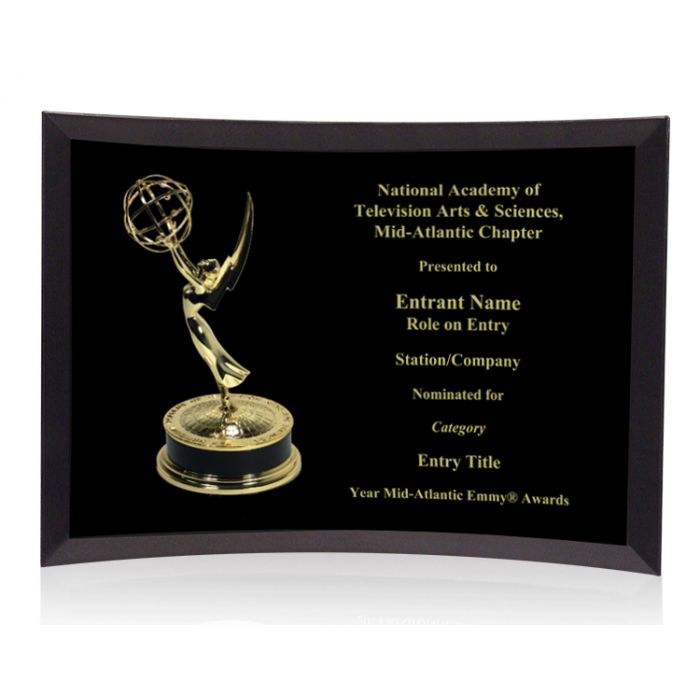 National Academy of
Television Arts & Sciences,
Mid-Atlantic Chapter
Presented to
Entrant Name
Role on Entry
Station/Company
Nominated for
Category
Entry Title
Year Mid-Atlantic Emmy® Awards